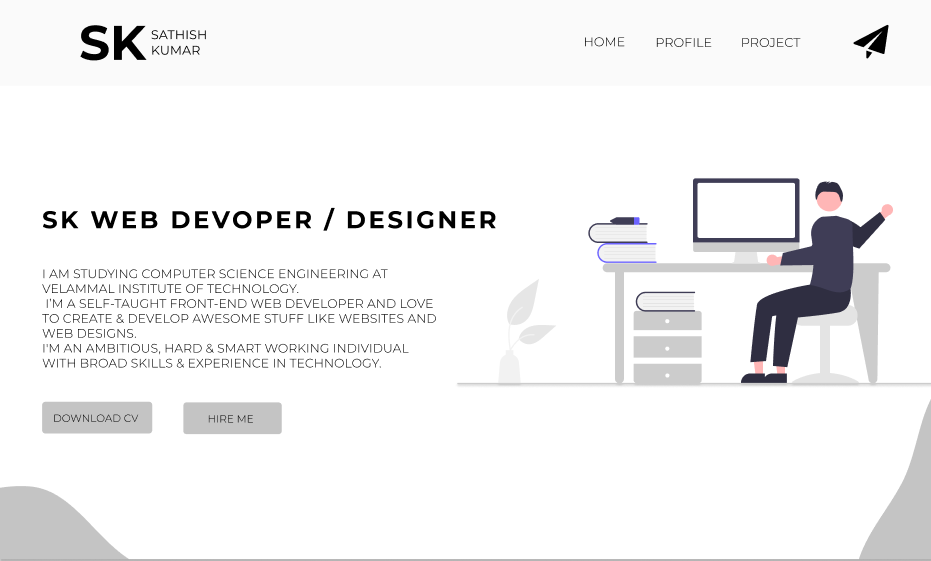 SK SATHISH
KUMAR
HOME PROFILE PROJECT
SK WEB DEVOPER / DESIGNER
I AM STUDYING COMPUTER SCIENCE ENGINEERING AT
VELAMMAL INSTITUTE OF TECHNOLOGY.
I'M A SELF-TAUGHT FRONT-END WEB DEVELOPER AND LOVE
TO CREATE & DEVELOP AWESOME STUFF LIKE WEBSITES AND
WEB DESIGNS.
I'M AN AMBITIOUS, HARD & SMART WORKING INDIVIDUAL
WITH BROAD SKILLS & EXPERIENCE IN TECHNOLOGY.
DOWNLOAD CV HIRE ME